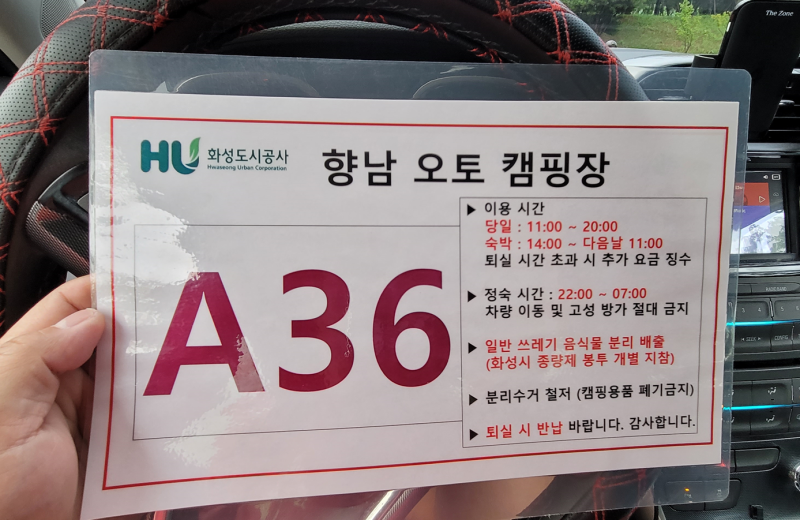 HU 화성도시공사
Hwaseong Urban Corporation
향남 오토 캠핑장
A36
▶ 이용 시간
당일 : 11:00 ~ 20:00
숙박 : 14:00 ~ 다음날 11:00
퇴실 시간 초과 시 추가 요금 징수
▶ 정숙 시간 : 22:00 ~ 07:00
차량 이동 및 고성 방가 절대 금지
▶ 일반 쓰레기 음식물 분리 배출
(화성시 종량제 봉투 개별 지참)
▶ 분리수거 철저 (캠핑용품 폐기금지)
▶ 퇴실 시 반납 바랍니다. 감사합니다.
The Zone